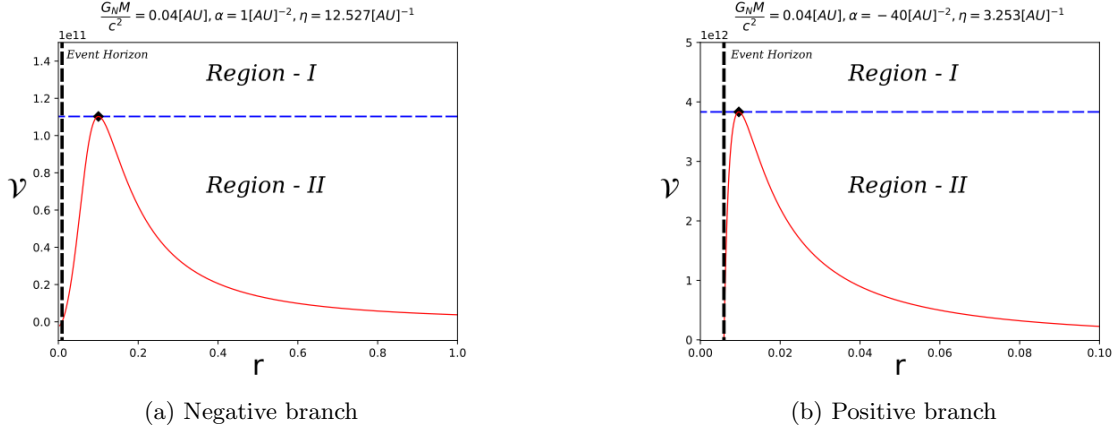 G_N M / c² = 0.04[AU], α = 1[AU]⁻², η = 12.527[AU]⁻¹
1e11
Event Horizon
Region - I
Region - II
𝒱
1.4
1.2
1.0
0.8
0.6
0.4
0.2
0.0
0.0 0.2 0.4 0.6 0.8 1.0
r
(a) Negative branch
G_N M / c² = 0.04[AU], α = − 40[AU]⁻², η = 3.253[AU]⁻¹
1e12
Event Horizon
Region - I
Region - II
𝒱
5
4
3
2
1
0
0.00 0.02 0.04 0.06 0.08 0.10
r
(b) Positive branch